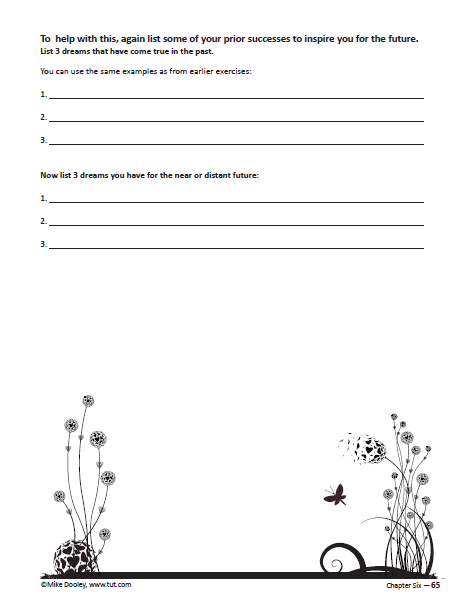 To help with this, again list some of your prior successes to inspire you for the future.
List 3 dreams that have come true in the past.
You can use the same examples as from earlier exercises:
1.
2.
3.
Now list 3 dreams you have for the near or distant future:
1.
2.
3.
©Mike Dooley, www.tut.com
Chapter Six — 65